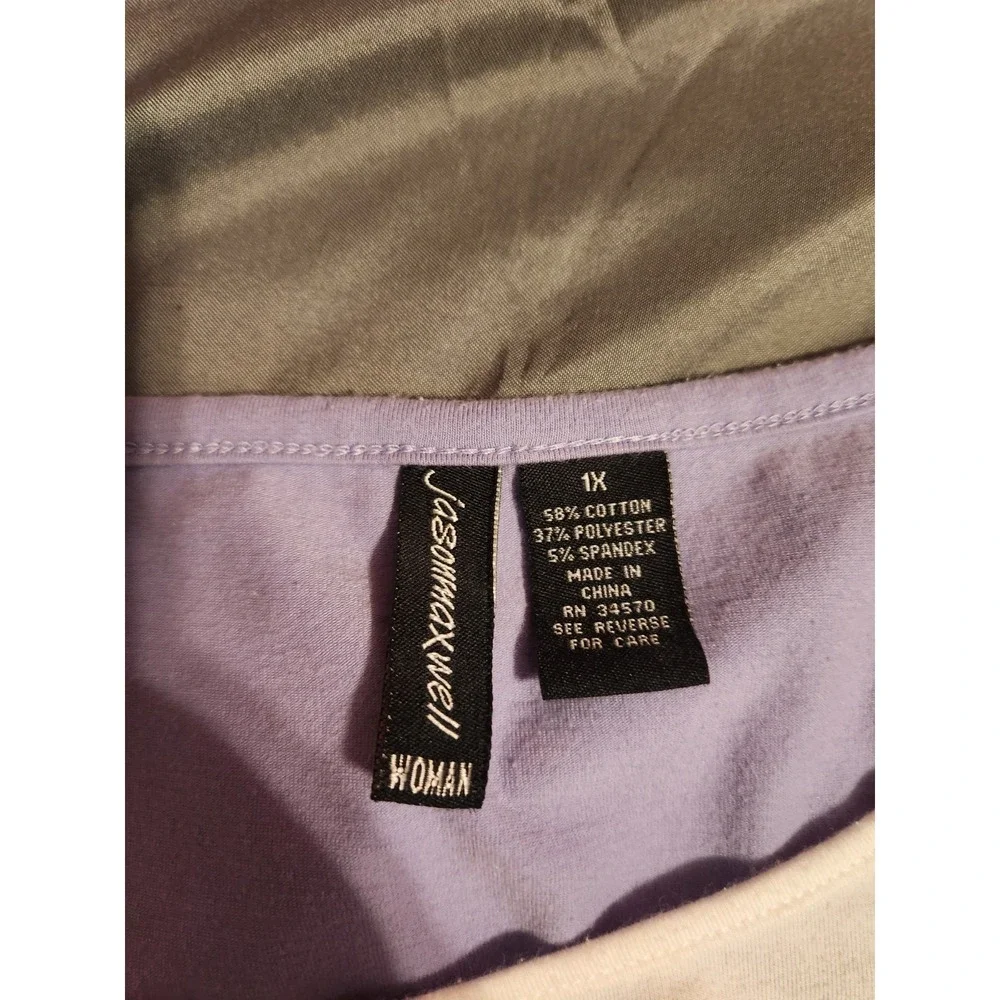 jasonmaxwell
WOMAN
1X
58% COTTON
37% POLYESTER
5% SPANDEX
MADE IN
CHINA
RN 34570
SEE REVERSE
FOR CARE